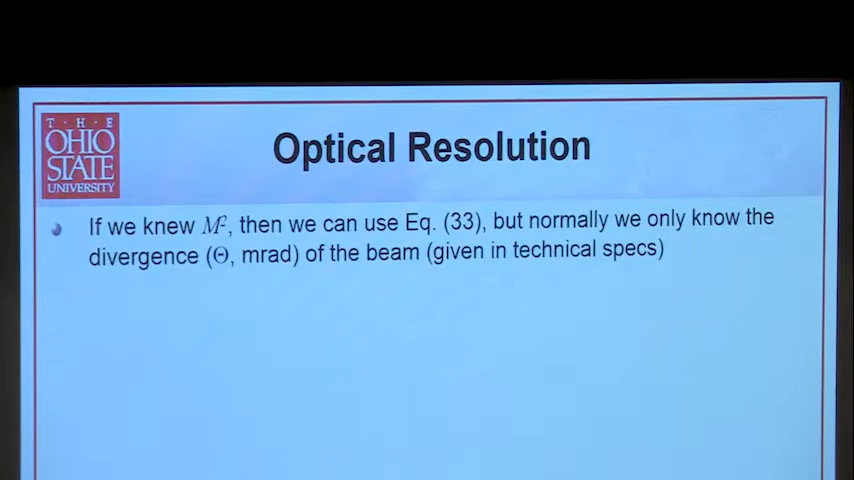 T · H · E
OHIO
STATE
UNIVERSITY
Optical Resolution
If we knew M², then we can use Eq. (33), but normally we only know the
divergence (Θ, mrad) of the beam (given in technical specs)